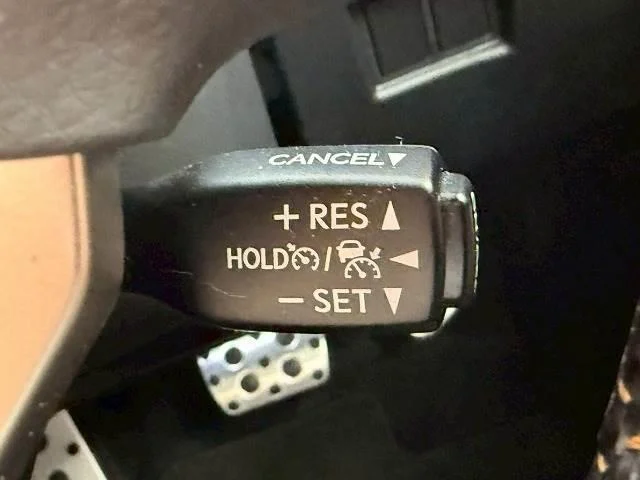 CANCEL▼
+ RES ▲
HOLD / ◀
− SET ▼